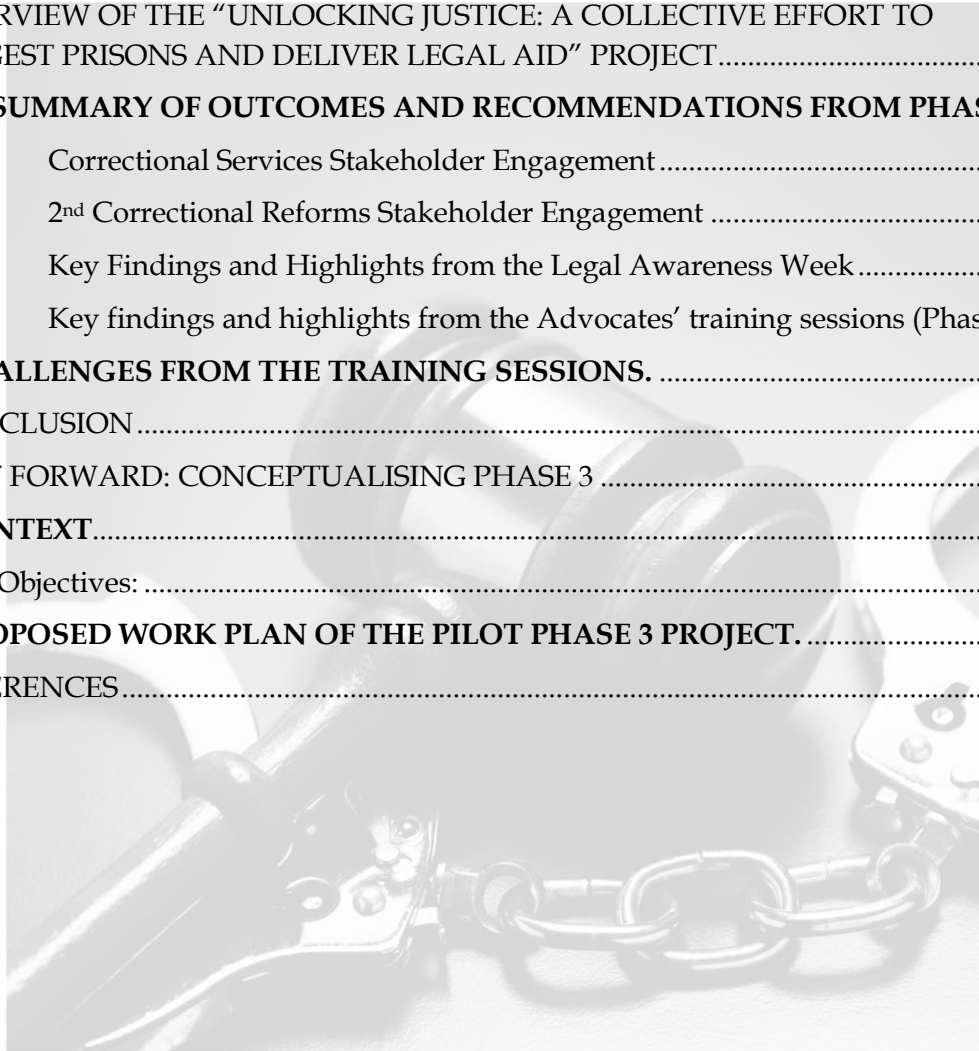 RVIEW OF THE “UNLOCKING JUSTICE: A COLLECTIVE EFFORT TO
GEST PRISONS AND DELIVER LEGAL AID” PROJECT................................
SUMMARY OF OUTCOMES AND RECOMMENDATIONS FROM PHAS
Correctional Services Stakeholder Engagement........................................
2nd Correctional Reforms Stakeholder Engagement..................................
Key Findings and Highlights from the Legal Awareness Week...............
Key findings and highlights from the Advocates’ training sessions (Phas
ALLENGES FROM THE TRAINING SESSIONS. ........................................
CLUSION........................................................................................................
Y FORWARD: CONCEPTUALISING PHASE 3...............................................
NTEXT............................................................................................................
Objectives:.......................................................................................................
OPOSED WORK PLAN OF THE PILOT PHASE 3 PROJECT.......................
ERENCES.........................................................................................................